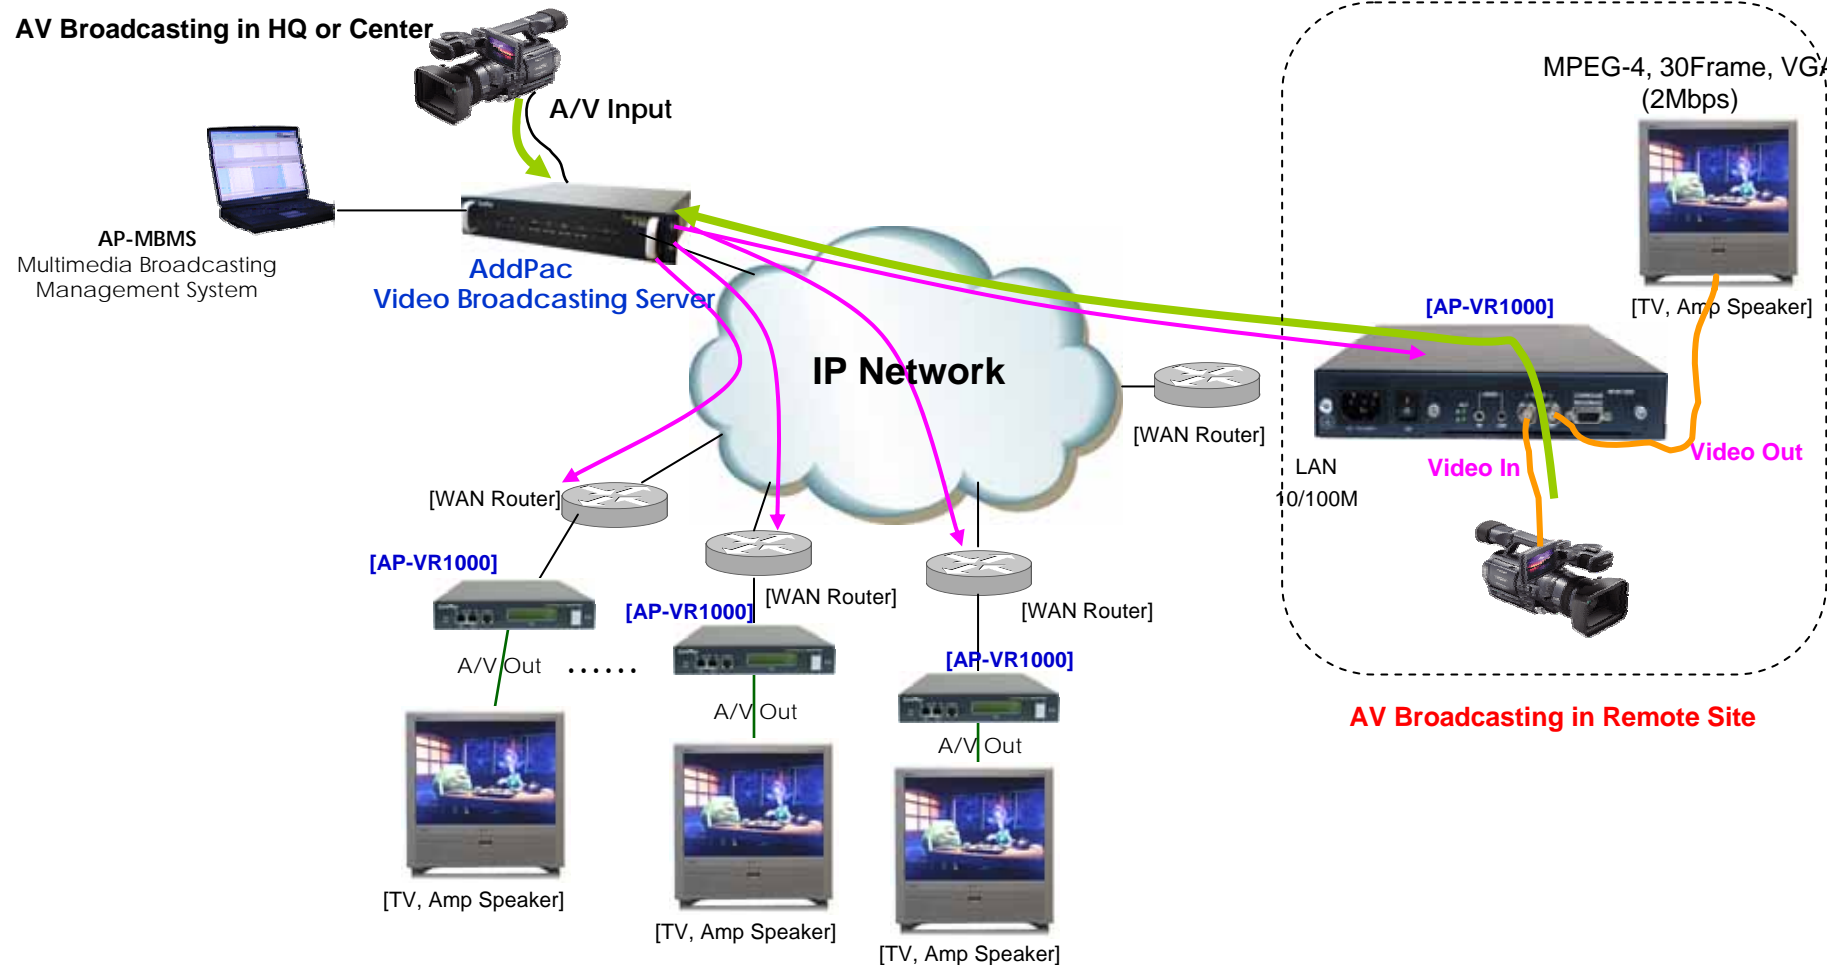 AV Broadcasting in HQ or Center
A/V Input
MPEG-4, 30Frame, VGA
(2Mbps)
AP-MBMS
Multimedia Broadcasting
Management System
AddPac
Video Broadcasting Server
[AP-VR1000]
[TV, Amp Speaker]
IP Network
[WAN Router]
Video In
Video Out
LAN
10/100M
[WAN Router]
[AP-VR1000]
[WAN Router]
[AP-VR1000]
[WAN Router]
[AP-VR1000]
A/V Out
......
A/V Out
A/V Out
AV Broadcasting in Remote Site
[TV, Amp Speaker]
[TV, Amp Speaker]
[TV, Amp Speaker]